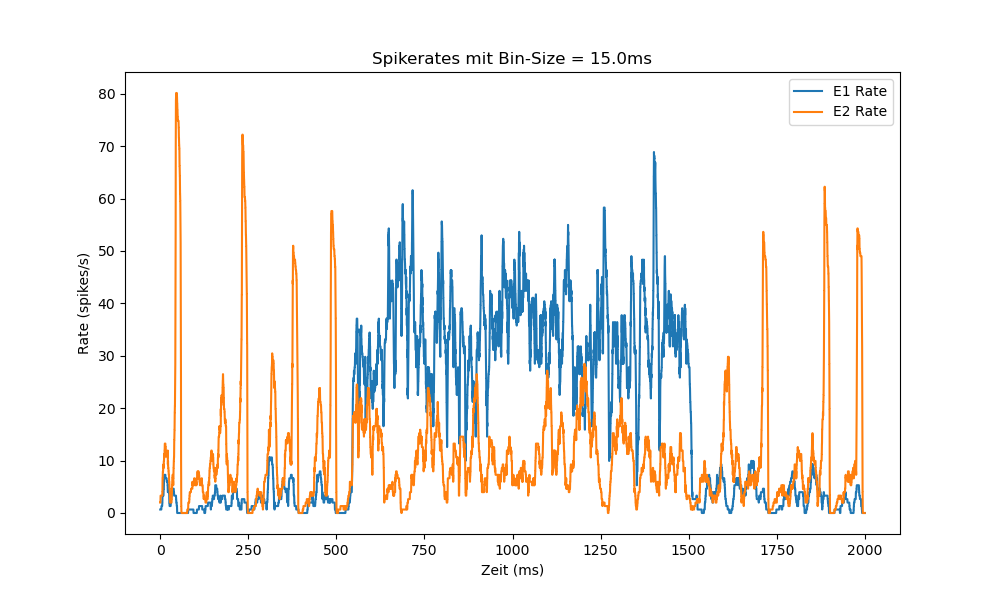 Spikerates mit Bin-Size = 15.0ms
E1 Rate
E2 Rate
Rate (spikes/s)
80
70
60
50
40
30
20
10
0
0 250 500 750 1000 1250 1500 1750 2000
Zeit (ms)